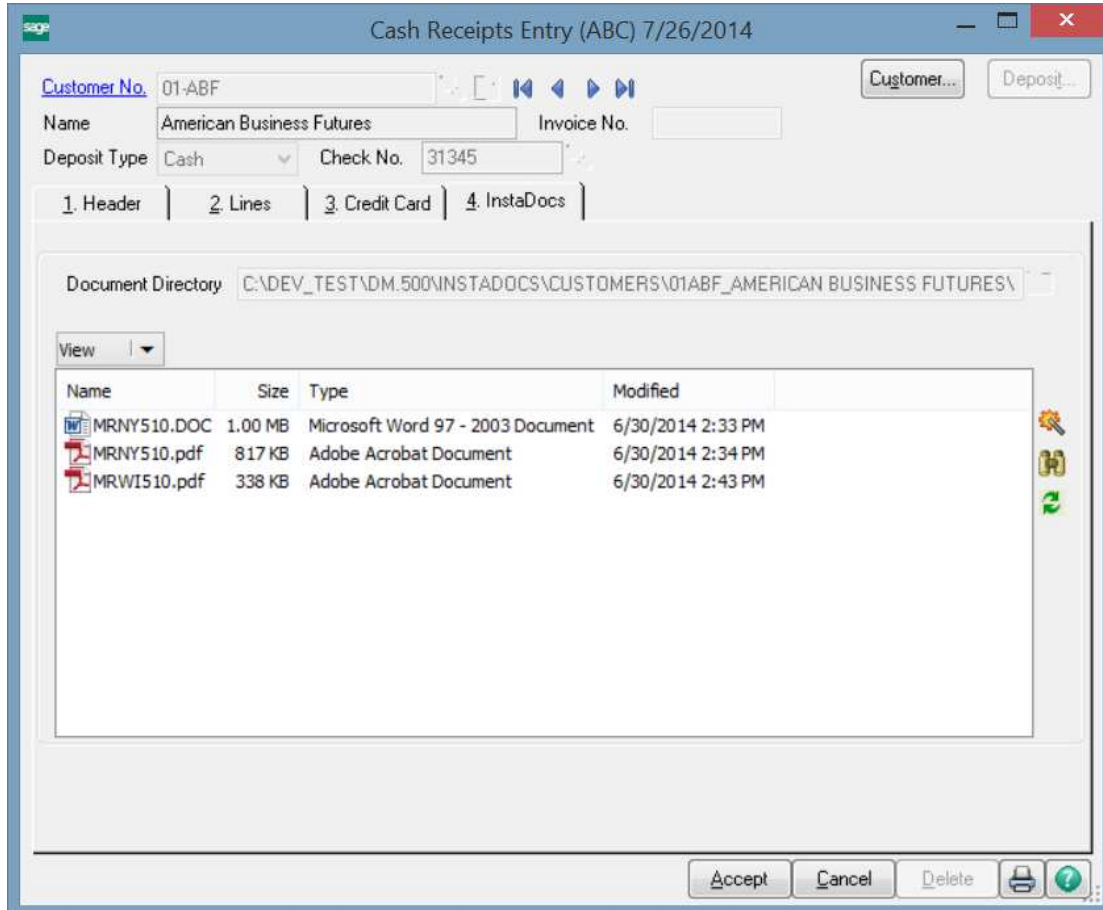 sage
Cash Receipts Entry (ABC) 7/26/2014
Customer No. 01-ABF Customer... Deposit...
Name American Business Futures Invoice No.
Deposit Type Cash Check No. 31345
1. Header 2. Lines 3. Credit Card 4. InstaDocs
Document Directory C:\DEV_TEST\DM.500\INSTADOCS\CUSTOMERS\01ABF_AMERICAN BUSINESS FUTURES\
View
Name Size Type Modified
MRNY510.DOC 1.00 MB Microsoft Word 97 - 2003 Document 6/30/2014 2:33 PM
MRNY510.pdf 817 KB Adobe Acrobat Document 6/30/2014 2:34 PM
MRWI510.pdf 338 KB Adobe Acrobat Document 6/30/2014 2:43 PM
Accept Cancel Delete